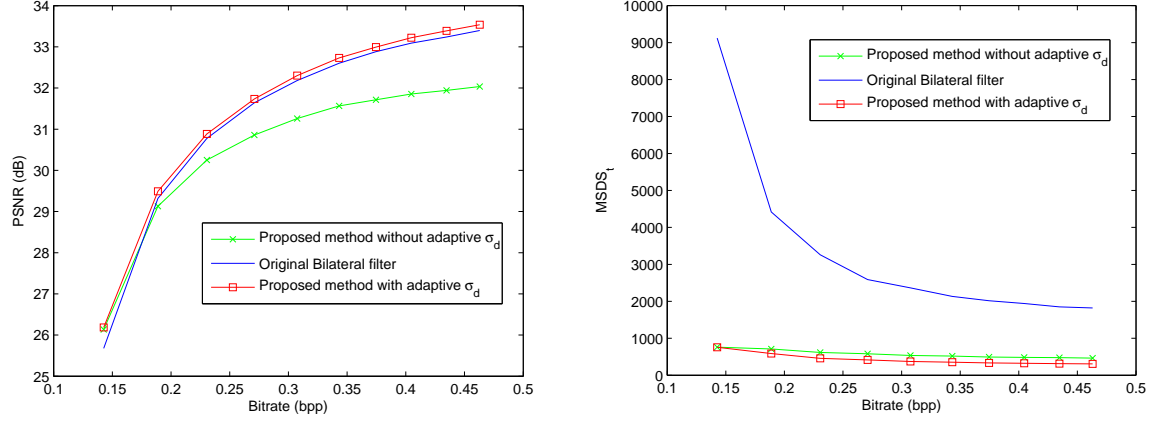 34
33
32
31
30
29
28
27
26
25
PSNR (dB)
Proposed method without adaptive σd
Original Bilateral filter
Proposed method with adaptive σd
0.1 0.15 0.2 0.25 0.3 0.35 0.4 0.45 0.5
Bitrate (bpp)
10000
9000
8000
7000
6000
5000
4000
3000
2000
1000
0
MSDSt
Proposed method without adaptive σd
Original Bilateral filter
Proposed method with adaptive σd
0.1 0.15 0.2 0.25 0.3 0.35 0.4 0.45 0.5
Bitrate (bpp)